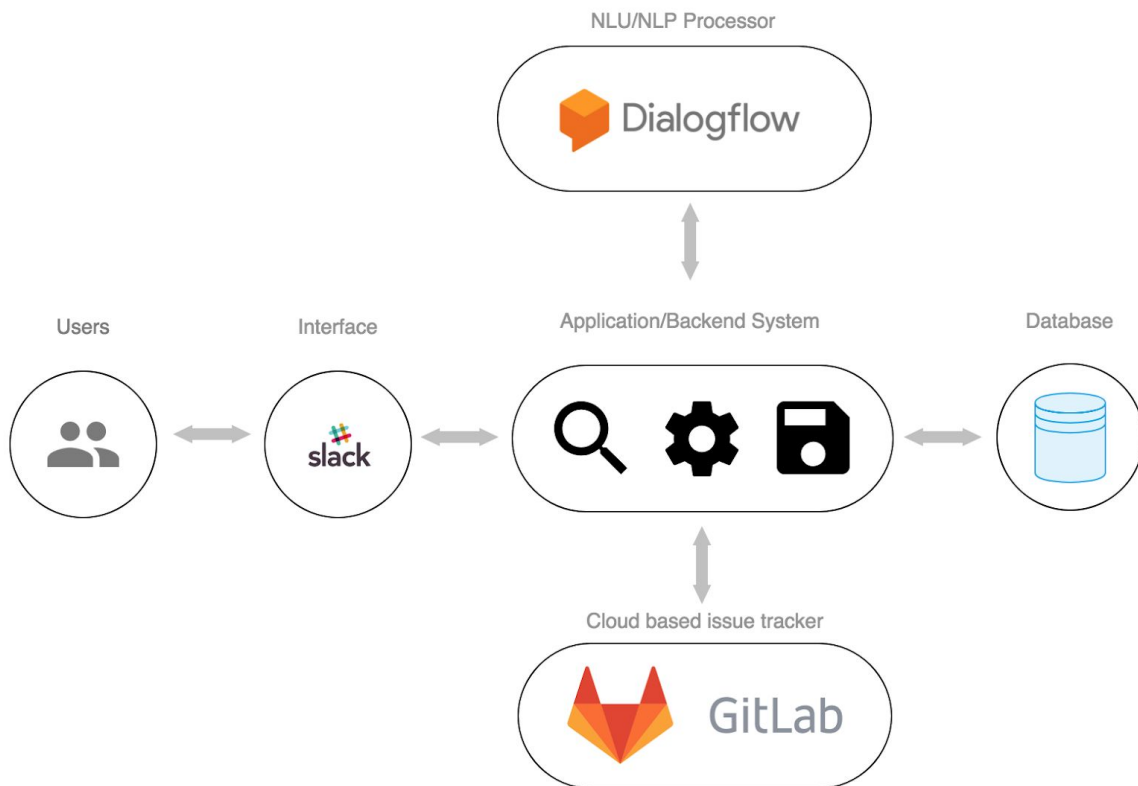 NLU/NLP Processor
Dialogflow
Users
Interface
Application/Backend System
Database
slack
Cloud based issue tracker
GitLab